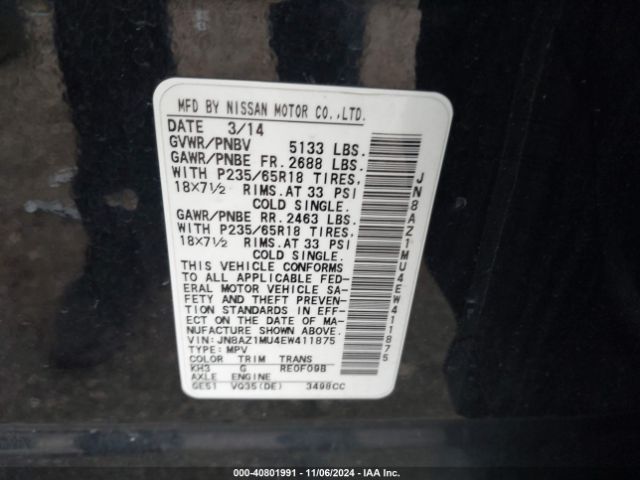 MFD BY NISSAN MOTOR CO.,LTD.
DATE 3/14
GVWR/PNBV 5133 LBS.
GAWR/PNBE FR. 2688 LBS.
WITH P235/65R18 TIRES,
18X7½ RIMS.AT 33 PSI
COLD SINGLE.
GAWR/PNBE RR. 2463 LBS.
WITH P235/65R18 TIRES,
18X7½ RIMS.AT 33 PSI
COLD SINGLE.
THIS VEHICLE CONFORMS
TO ALL APPLICABLE FED-
ERAL MOTOR VEHICLE SA-
FETY AND THEFT PREVEN-
TION STANDARDS IN EFF-
ECT ON THE DATE OF MA-
NUFACTURE SHOWN ABOVE.
VIN:JN8AZ1MU4EW411875
TYPE:MPV
COLOR TRIM TRANS
KH3 G RE0F09B
AXLE ENGINE
GE51 VQ35(DE) 3498CC
JN8AZ1MU4EW411875
000-40801991 - 11/06/2024 - IAA Inc.